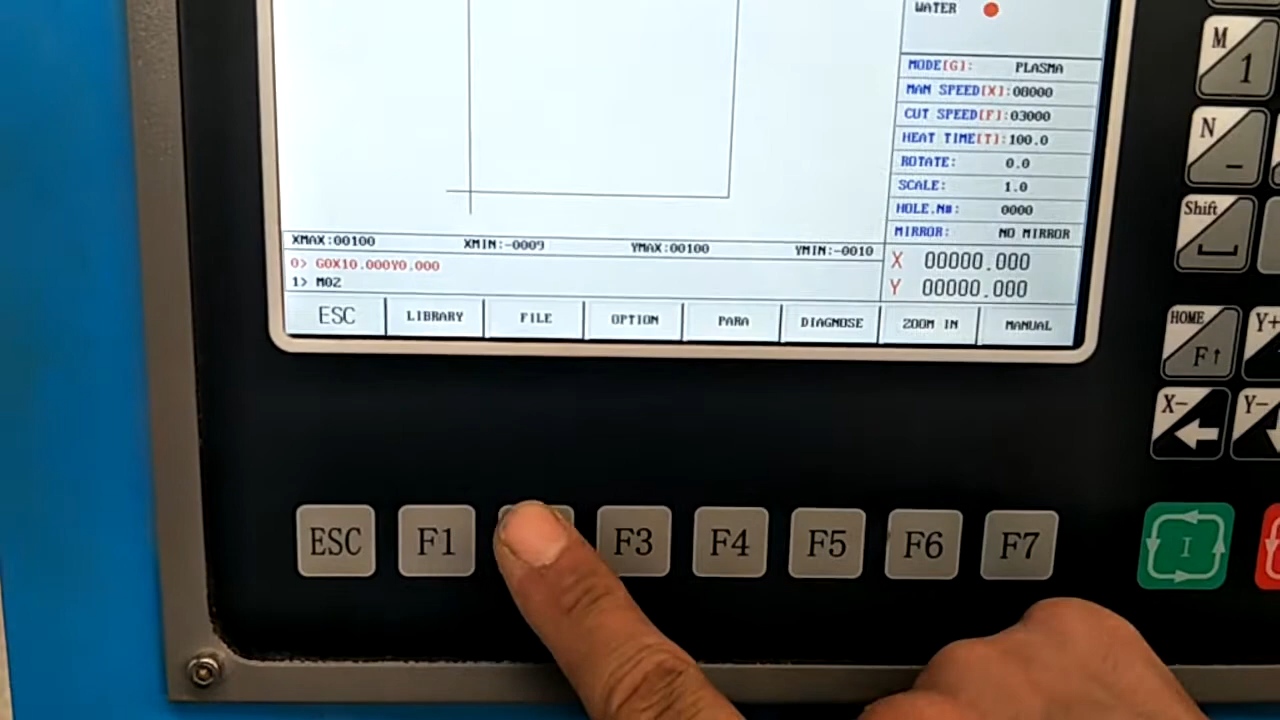 WATER
MODE[G]: PLASMA
MAN SPEED[X]:08000
CUT SPEED[F]:03000
HEAT TIME[T]:100.0
ROTATE: 0.0
SCALE: 1.0
HOLE.N#: 0000
MIRROR: NO MIRROR
XMAX:00100 XMIN:-0009 YMAX:00100 YMIN:-0010
0> G0X10.000Y0.000
1> M02
X 00000.000
Y 00000.000
ESC LIBRARY FILE OPTION PARA DIAGNOSE ZOOM IN MANUAL
ESC F1 F3 F4 F5 F6 F7
M 1
N _
Shift
HOME F↑ Y+
X- ← Y-
I